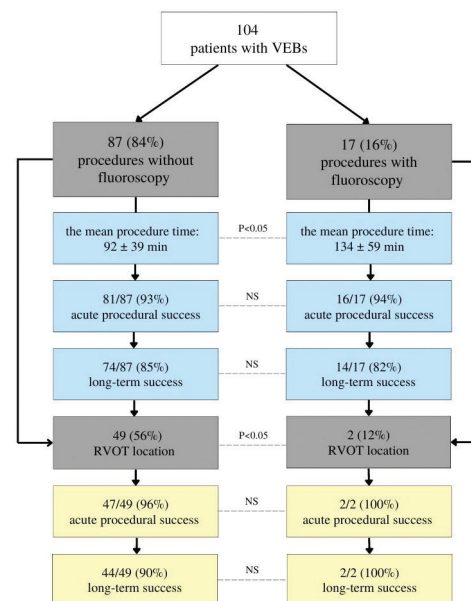 104
patients with VEBs
87 (84%)
procedures without
fluoroscopy
17 (16%)
procedures with
fluoroscopy
the mean procedure time:
92 ± 39 min
P<0.05
the mean procedure time:
134 ± 59 min
81/87 (93%)
acute procedural success
NS
16/17 (94%)
acute procedural success
74/87 (85%)
long-term success
NS
14/17 (82%)
long-term success
49 (56%)
RVOT location
P<0.05
2 (12%)
RVOT location
47/49 (96%)
acute procedural success
NS
2/2 (100%)
acute procedural success
44/49 (90%)
long-term success
NS
2/2 (100%)
long-term success